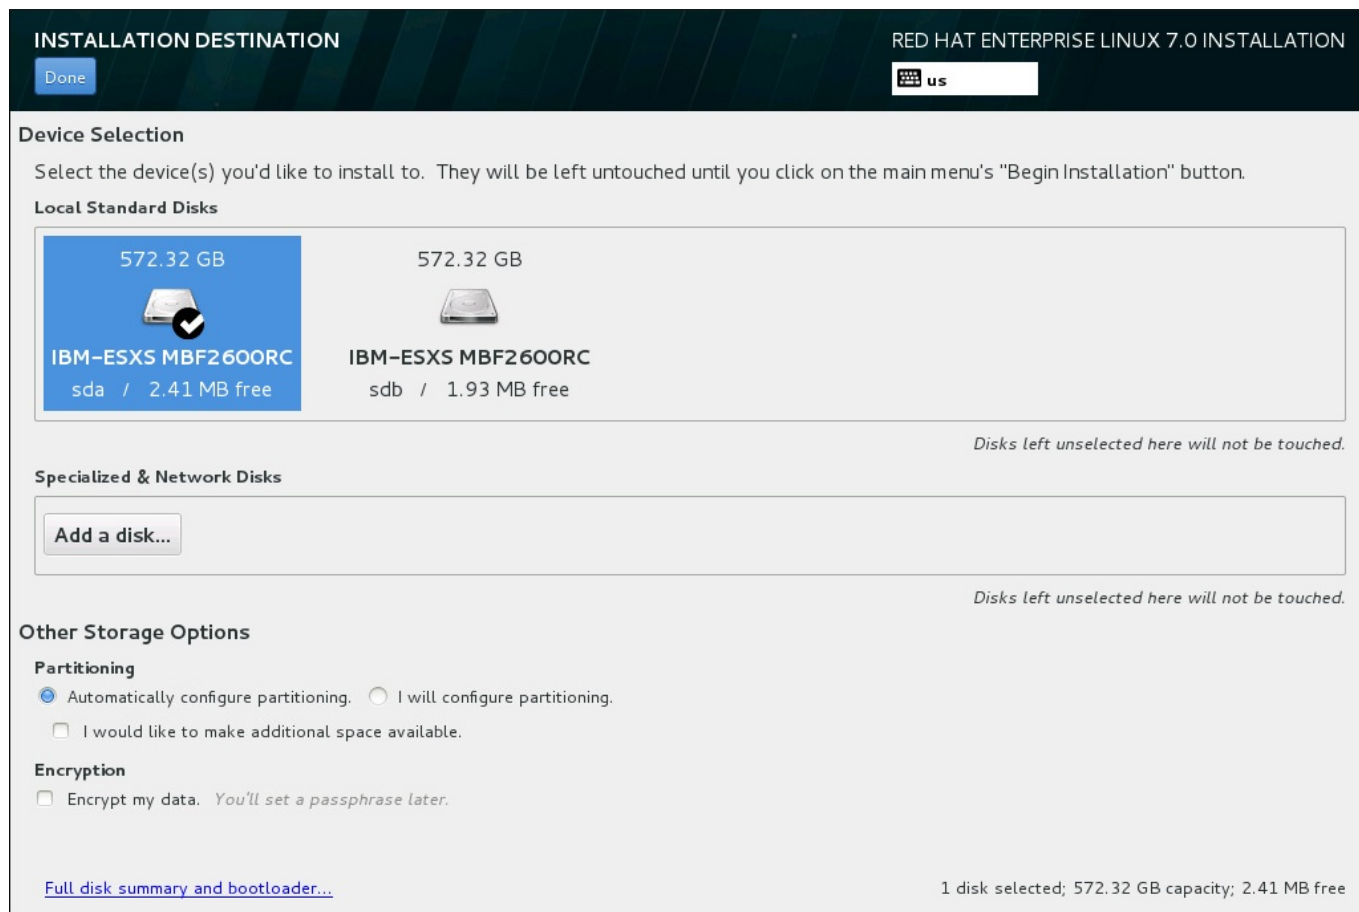 INSTALLATION DESTINATION
RED HAT ENTERPRISE LINUX 7.0 INSTALLATION
Done
us
Device Selection
Select the device(s) you'd like to install to. They will be left untouched until you click on the main menu's "Begin Installation" button.
Local Standard Disks
572.32 GB
IBM-ESXS MBF2600RC
sda / 2.41 MB free
572.32 GB
IBM-ESXS MBF2600RC
sdb / 1.93 MB free
Disks left unselected here will not be touched.
Specialized & Network Disks
Add a disk...
Disks left unselected here will not be touched.
Other Storage Options
Partitioning
Automatically configure partitioning. I will configure partitioning.
I would like to make additional space available.
Encryption
Encrypt my data. You'll set a passphrase later.
Full disk summary and bootloader...
1 disk selected; 572.32 GB capacity; 2.41 MB free